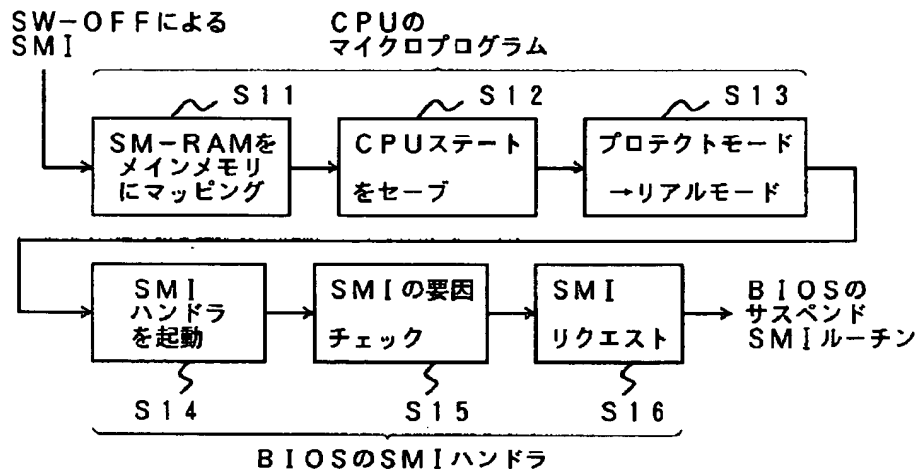 SW-OFFによる
SMI
CPUの
マイクロプログラム
S11
S12
S13
SM-RAMを
メインメモリ
にマッピング
CPUステート
をセーブ
プロテクトモード
→リアルモード
SMI
ハンドラ
を起動
SMIの要因
チェック
SMI
リクエスト
BIOSの
サスペンド
SMIルーチン
S14
S15
S16
BIOSのSMIハンドラ